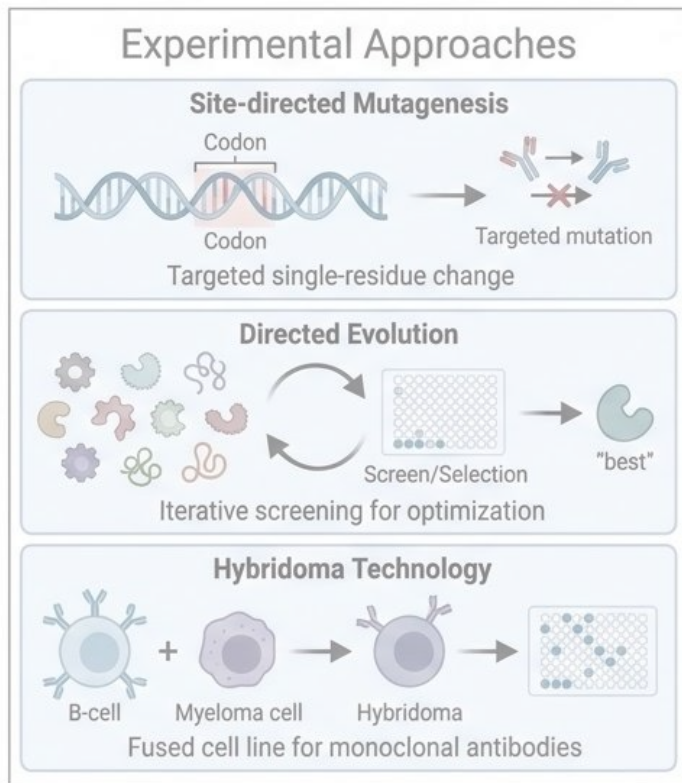 Experimental Approaches
Site-directed Mutagenesis
Codon
Codon
Targeted mutation
Targeted single-residue change
Directed Evolution
Screen/Selection
"best"
Iterative screening for optimization
Hybridoma Technology
+
B-cell
Myeloma cell
Hybridoma
Fused cell line for monoclonal antibodies